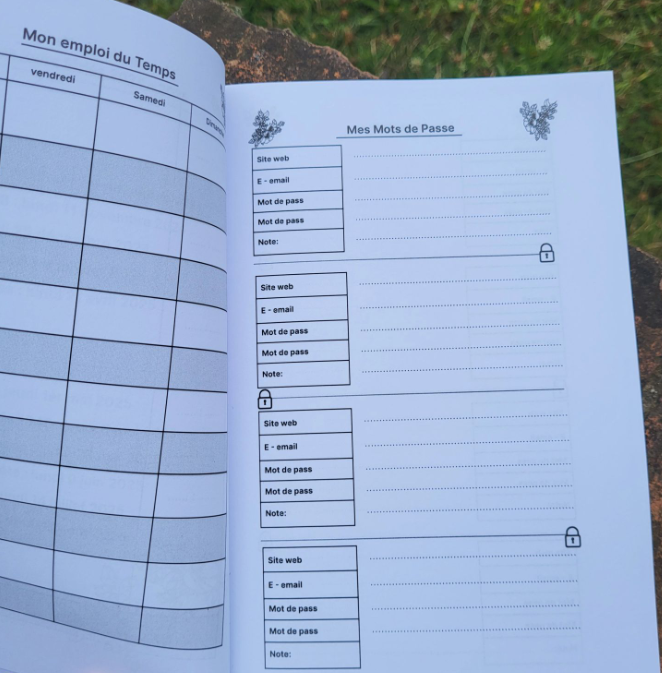 Mon emploi du Temps
vendredi
Samedi
Mes Mots de Passe
Site web
E - email
Mot de pass
Mot de pass
Note:
Site web
E - email
Mot de pass
Mot de pass
Note:
Site web
E - email
Mot de pass
Mot de pass
Note:
Site web
E - email
Mot de pass
Mot de pass
Note: